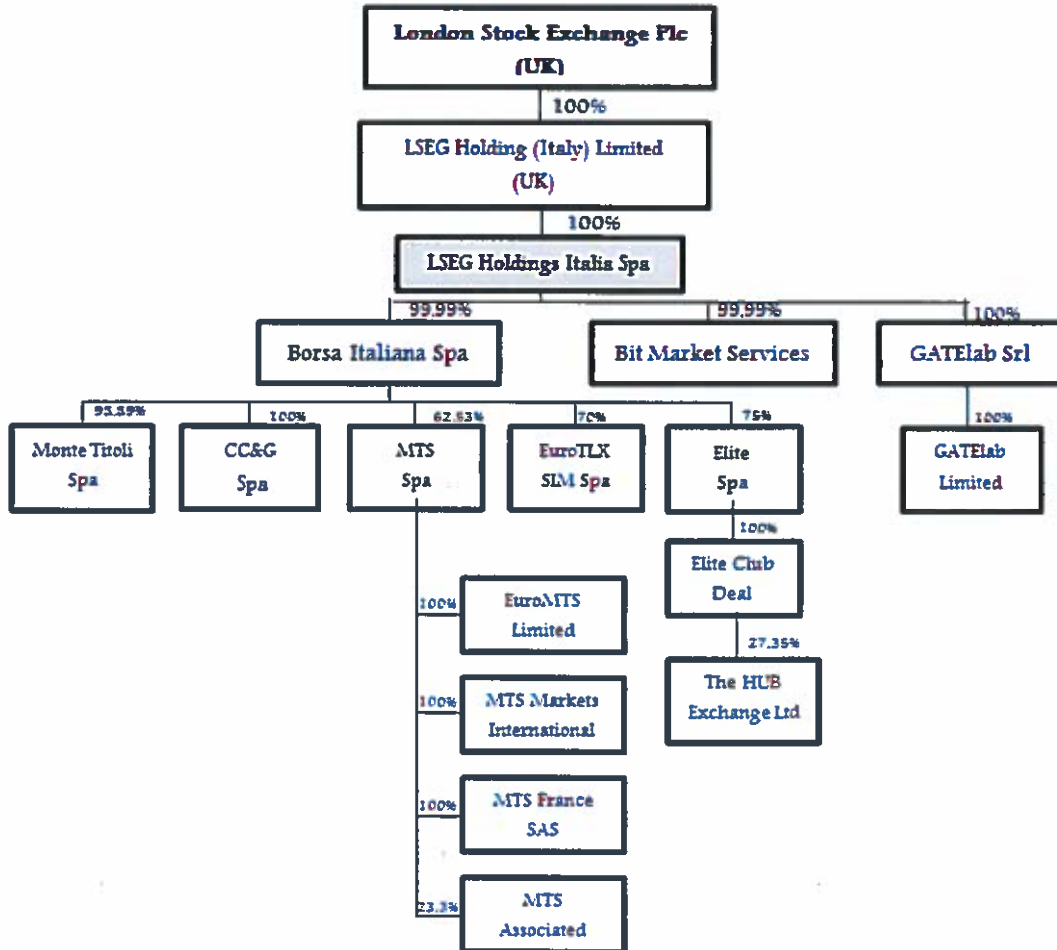 London Stock Exchange Plc
(UK)
100%
LSEG Holding (Italy) Limited
(UK)
100%
LSEG Holdings Italia Spa
99.99%
99.99%
100%
Borsa Italiana Spa
Bit Market Services
GATElab Srl
100%
62.53%
70%
75%
100%
Monte Titoli
Spa
CC&G
Spa
MTS
Spa
EuroTLX
SIM Spa
Elite
Spa
GATElab
Limited
100%
Elite Club
Deal
100%
EuroMTS
Limited
27.35%
The HUB
Exchange Ltd
100%
MTS Markets
International
100%
MTS France
SAS
23.3%
MTS
Associated